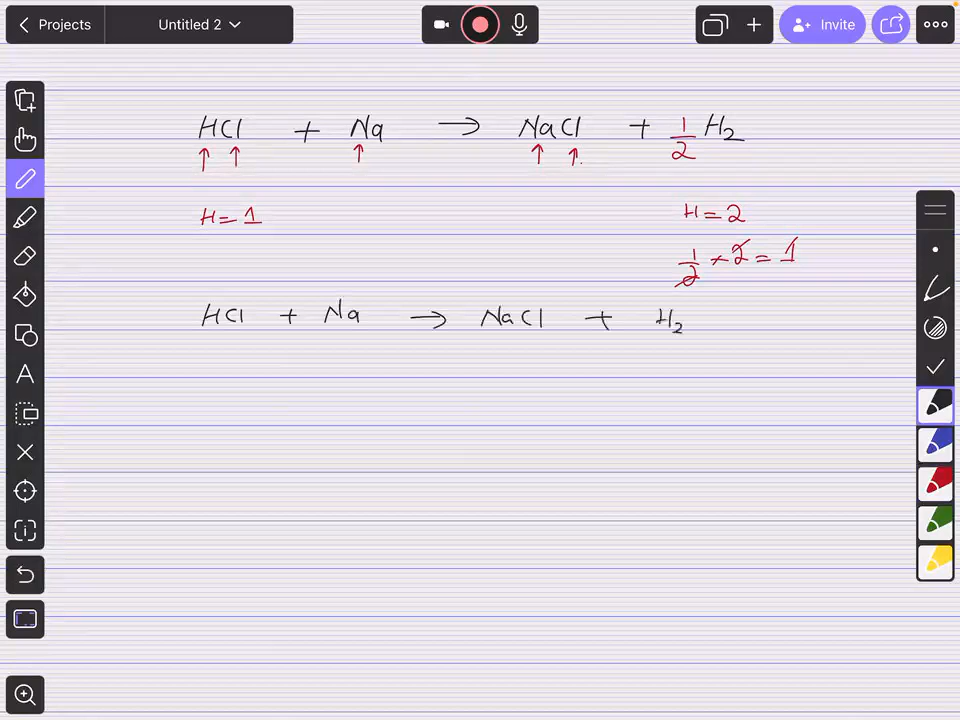 Projects Untitled 2 Invite
HCl + Na → NaCl + 1/2 H₂
↑ ↑ ↑ ↑ ↑
H = 1 H = 2
1/2 × 2 = 1
HCl + Na → NaCl + H₂
A